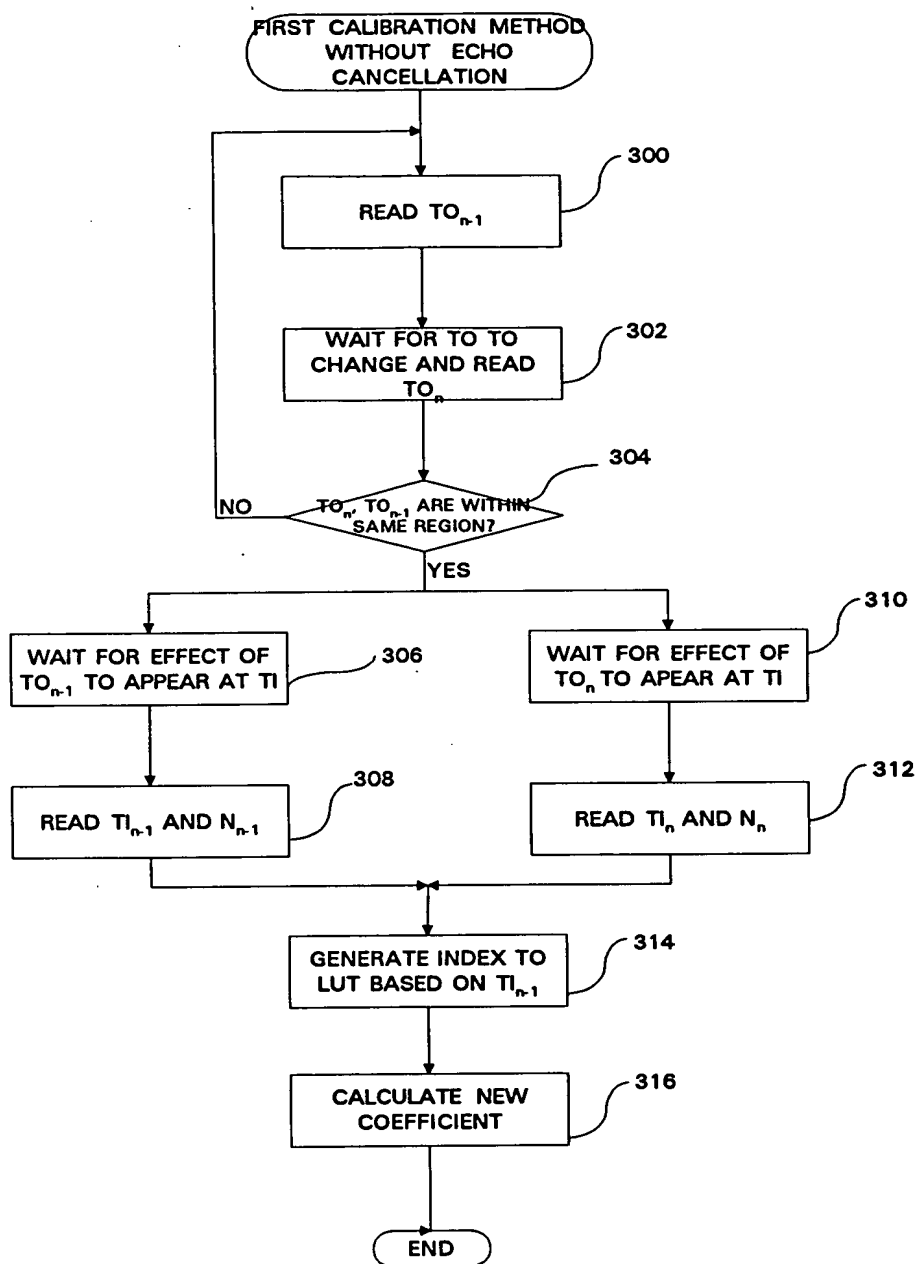 FIRST CALIBRATION METHOD
WITHOUT ECHO
CANCELLATION
300
READ TOₙ₋₁
302
WAIT FOR TO TO
CHANGE AND READ
TOₙ
304
TOₙ, TOₙ₋₁ ARE WITHIN
SAME REGION?
NO
YES
306
WAIT FOR EFFECT OF
TOₙ₋₁ TO APPEAR AT TI
310
WAIT FOR EFFECT OF
TOₙ TO APEAR AT TI
308
READ TIₙ₋₁ AND Nₙ₋₁
312
READ TIₙ AND Nₙ
314
GENERATE INDEX TO
LUT BASED ON TIₙ₋₁
316
CALCULATE NEW
COEFFICIENT
END